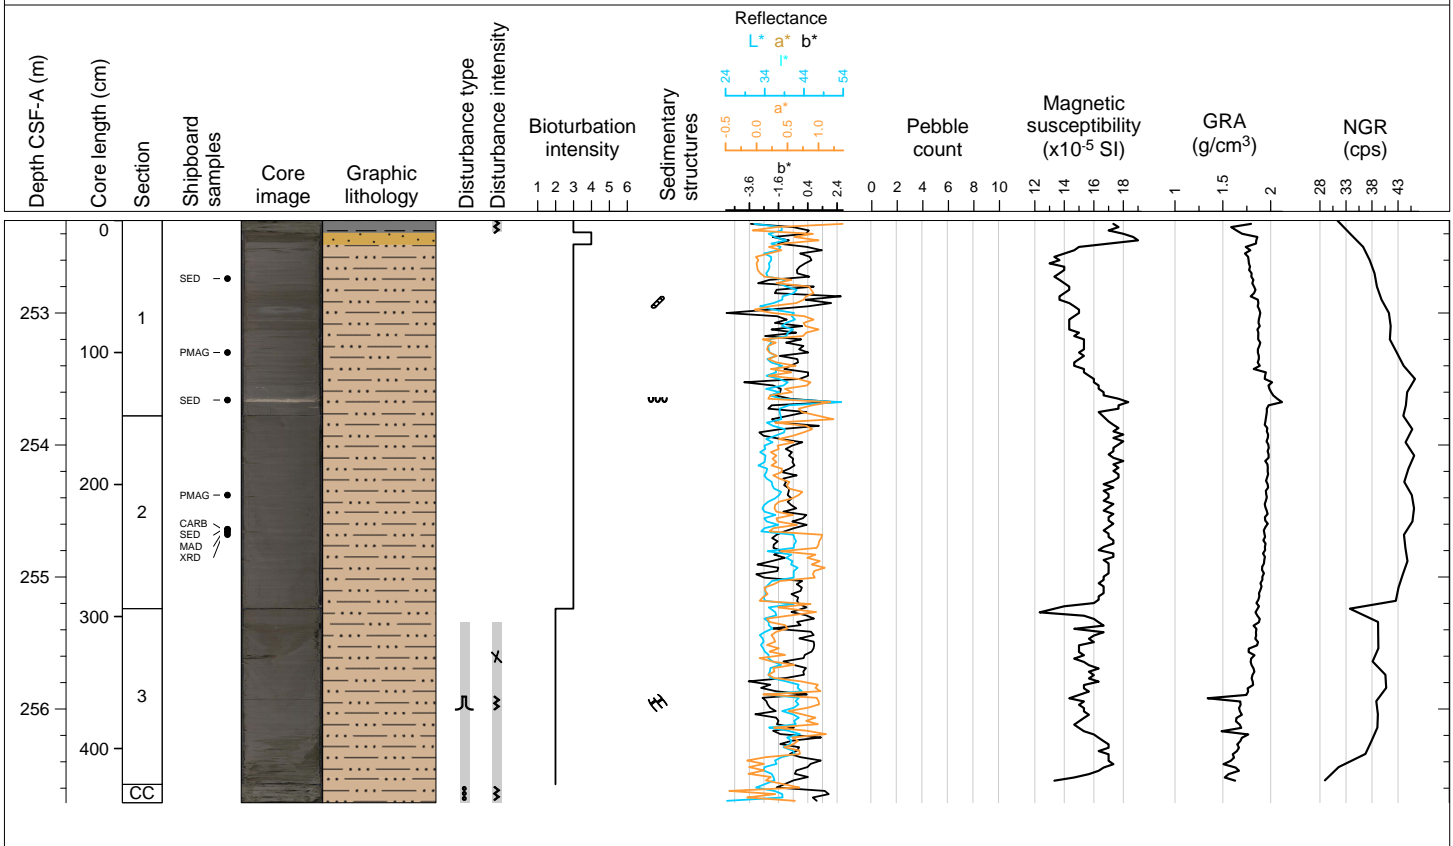 Depth CSF-A (m)
Core length (cm)
Section
Shipboard
samples
Core
image
Graphic
lithology
Disturbance type
Disturbance intensity
Bioturbation
intensity
1 2 3 4 5 6
Sedimentary
structures
Reflectance
L* a* b*
l*
24 34 44 54
a*
-0.5 0.0 0.5 1.0
b*
-3.6 -1.6 0.4 2.4
Pebble
count
0 2 4 6 8 10
Magnetic
susceptibility
(x10-5 SI)
12 14 16 18
GRA
(g/cm3)
1 1.5 2
NGR
(cps)
28 33 38 43
0
SED
253
1
100
PMAG
SED
254
PMAG
200
2
CARB
SED
MAD
XRD
255
300
3
256
400
CC